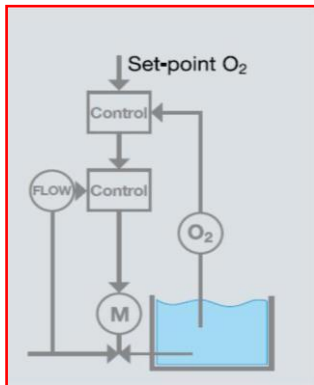 Set-point O₂
Control
FLOW
Control
O₂
M